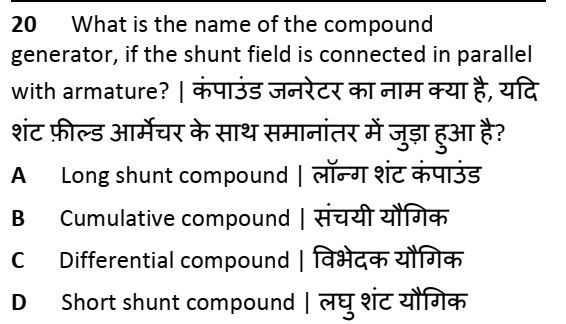 20 What is the name of the compound
generator, if the shunt field is connected in parallel
with armature? | कंपाउंड जनरेटर का नाम क्या है, यदि
शंट फ़ील्ड आर्मेचर के साथ समानांतर में जुड़ा हुआ है?
A Long shunt compound | लॉन्ग शंट कंपाउंड
B Cumulative compound | संचयी यौगिक
C Differential compound | विभेदक यौगिक
D Short shunt compound | लघु शंट यौगिक